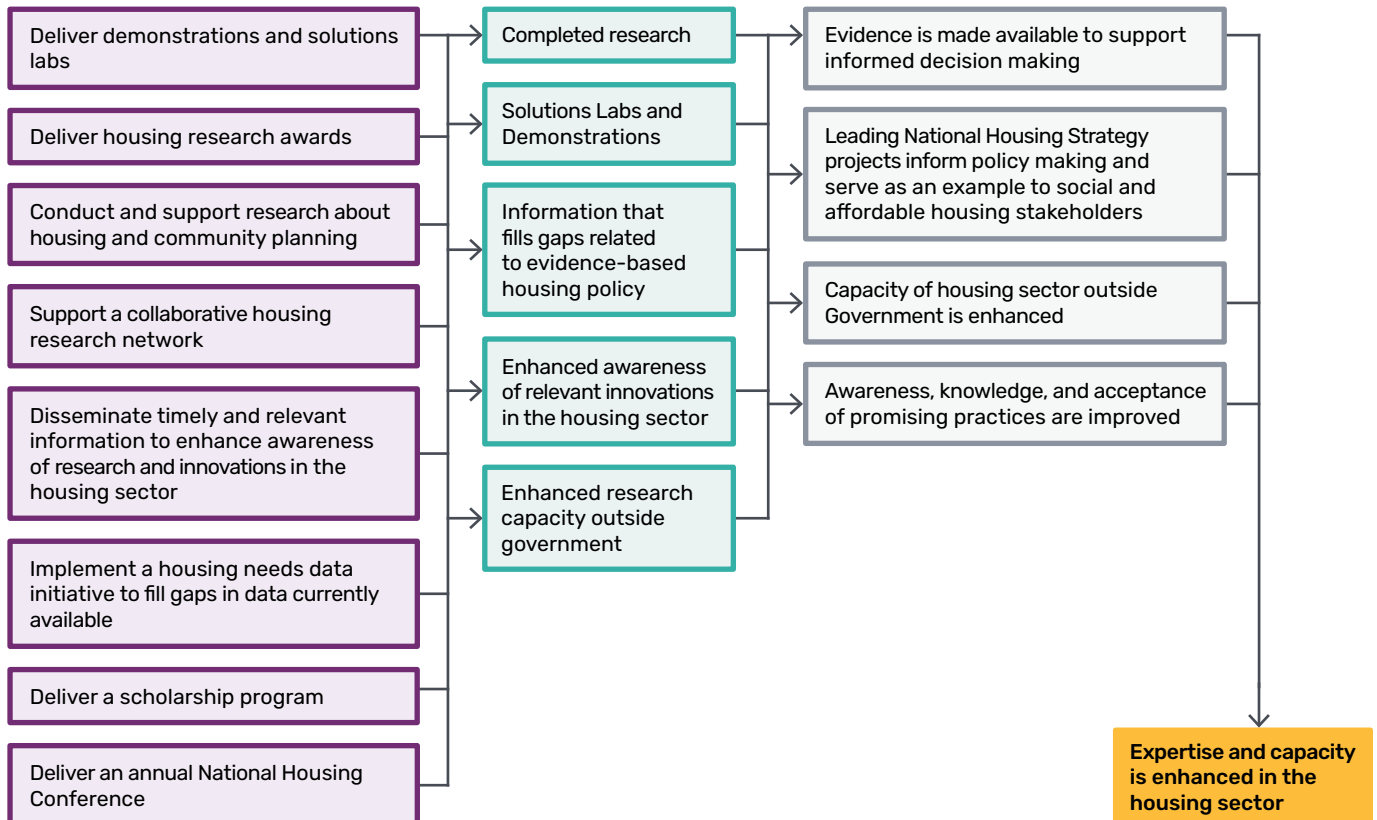 Deliver demonstrations and solutions
labs
Deliver housing research awards
Conduct and support research about
housing and community planning
Support a collaborative housing
research network
Disseminate timely and relevant
information to enhance awareness
of research and innovations in the
housing sector
Implement a housing needs data
initiative to fill gaps in data currently
available
Deliver a scholarship program
Deliver an annual National Housing
Conference
Completed research
Solutions Labs and
Demonstrations
Information that
fills gaps related
to evidence-based
housing policy
Enhanced awareness
of relevant innovations
in the housing sector
Enhanced research
capacity outside
government
Evidence is made available to support
informed decision making
Leading National Housing Strategy
projects inform policy making and
serve as an example to social and
affordable housing stakeholders
Capacity of housing sector outside
Government is enhanced
Awareness, knowledge, and acceptance
of promising practices are improved
Expertise and capacity
is enhanced in the
housing sector